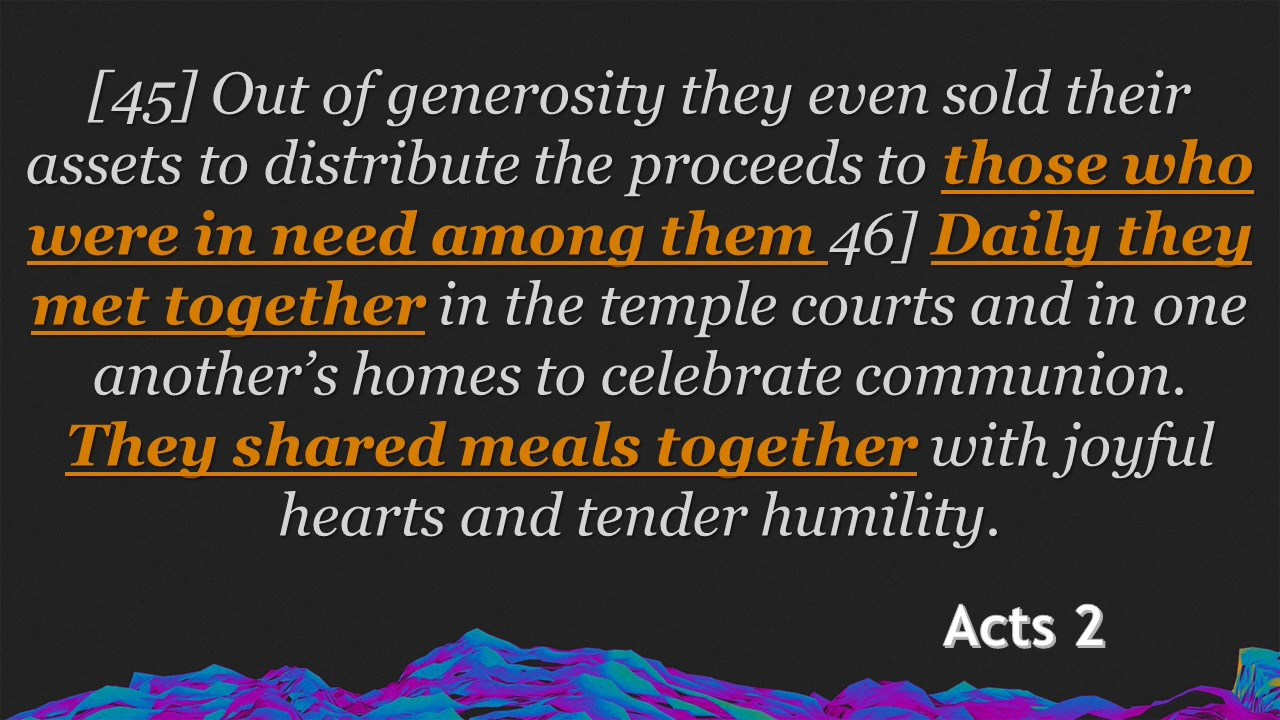 [45] Out of generosity they even sold their
assets to distribute the proceeds to those who
were in need among them 46] Daily they
met together in the temple courts and in one
another’s homes to celebrate communion.
They shared meals together with joyful
hearts and tender humility.
Acts 2